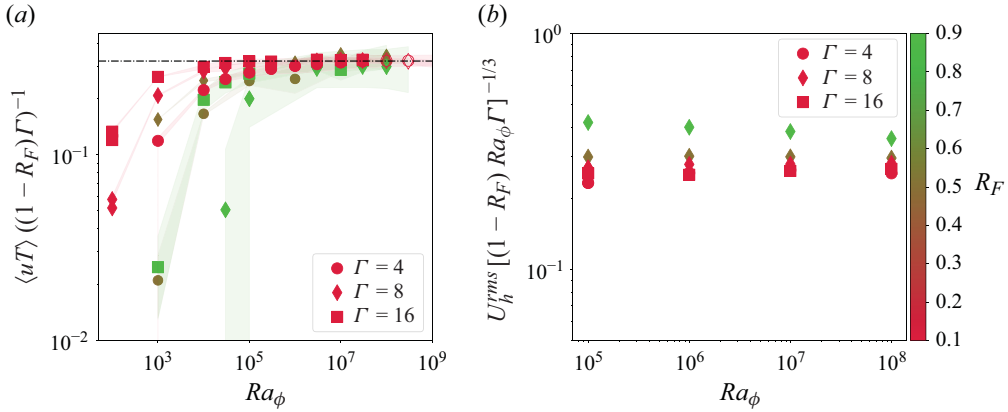 (a)
⟨uT⟩ ((1 − R_F) Γ)^{−1}
10^{−1}
10^{−2}
Γ = 4
Γ = 8
Γ = 16
10^3
10^5
10^7
10^9
Ra_ϕ
(b)
U_h^{rms} [(1 − R_F) Ra_ϕ Γ]^{−1/3}
10^0
10^{−1}
Γ = 4
Γ = 8
Γ = 16
10^5
10^6
10^7
10^8
Ra_ϕ
0.9
0.8
0.7
0.6
0.5
0.4
0.3
0.2
0.1
R_F